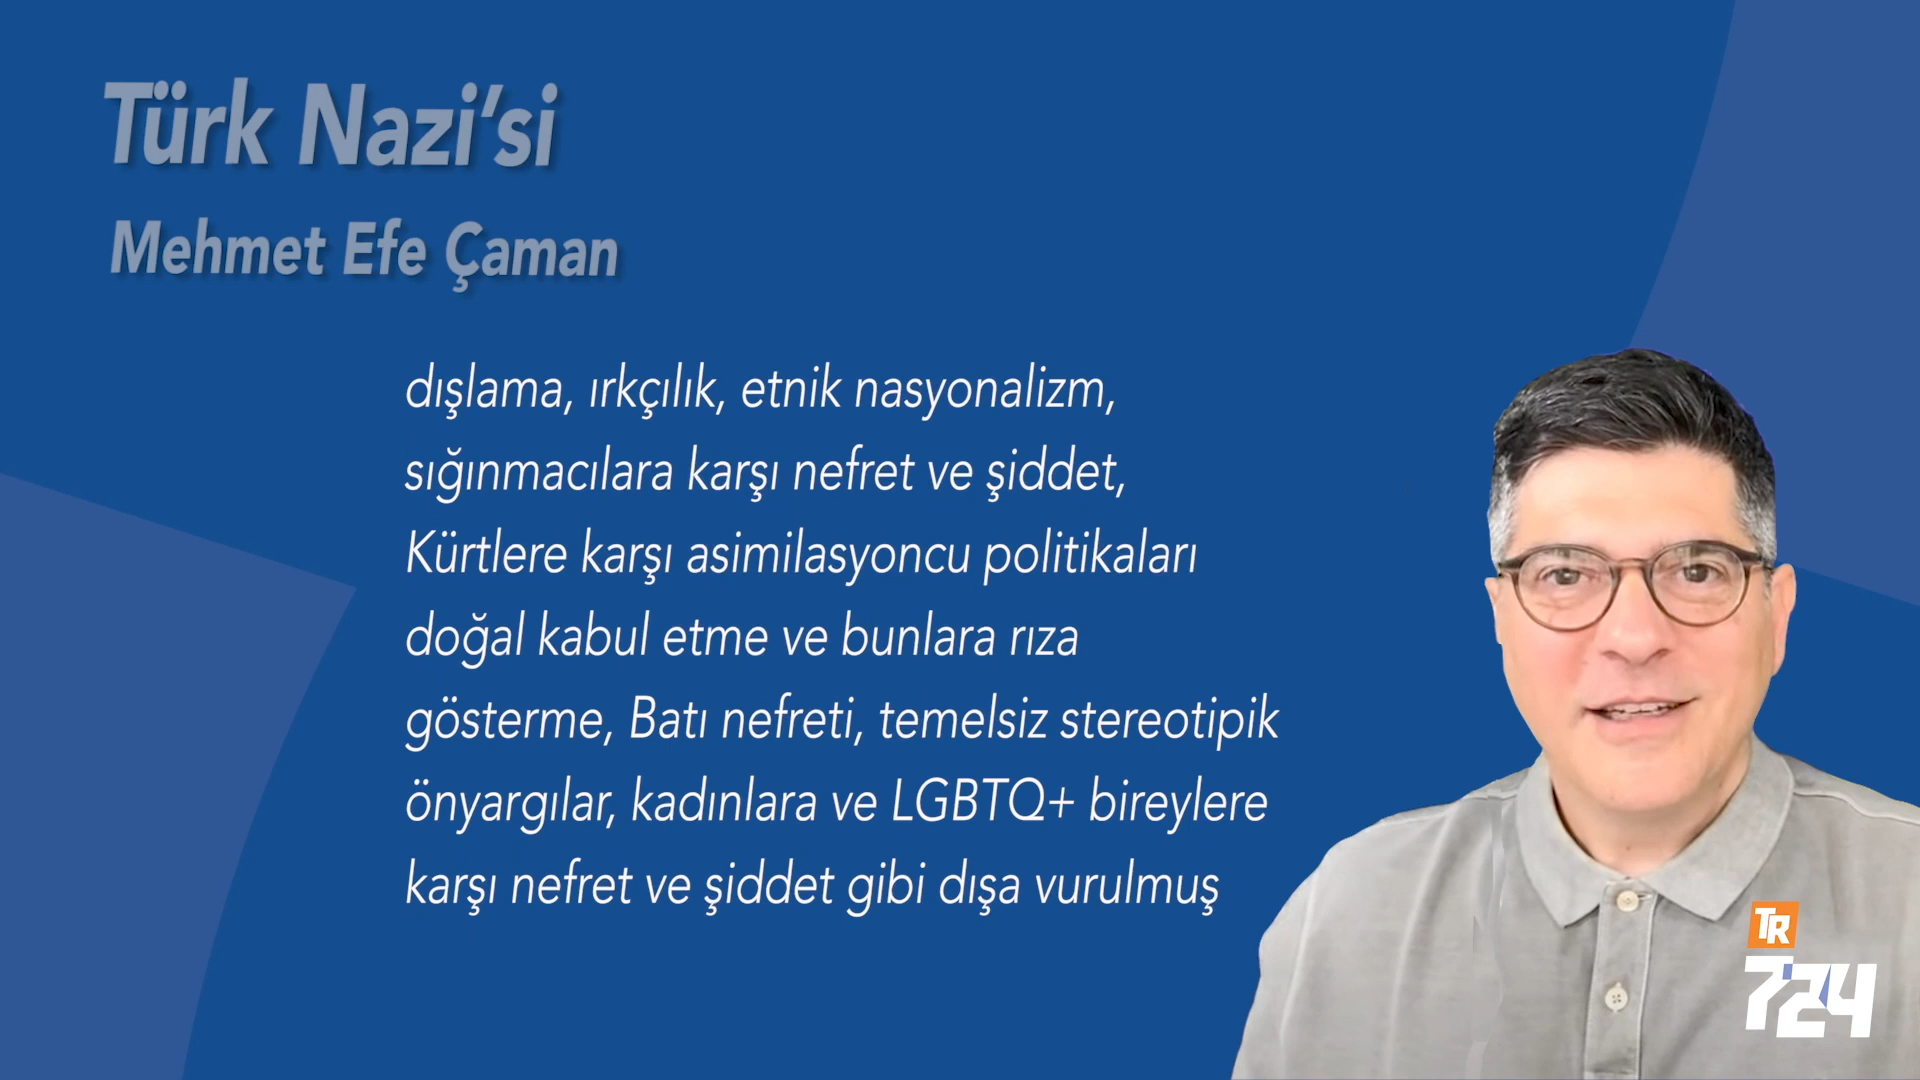 Türk Nazi’si
Mehmet Efe Çaman
dışlama, ırkçılık, etnik nasyonalizm,
sığınmacılara karşı nefret ve şiddet,
Kürtlere karşı asimilasyoncu politikaları
doğal kabul etme ve bunlara rıza
gösterme, Batı nefreti, temelsiz stereotipik
önyargılar, kadınlara ve LGBTQ+ bireylere
karşı nefret ve şiddet gibi dışa vurulmuş
TR
7/24